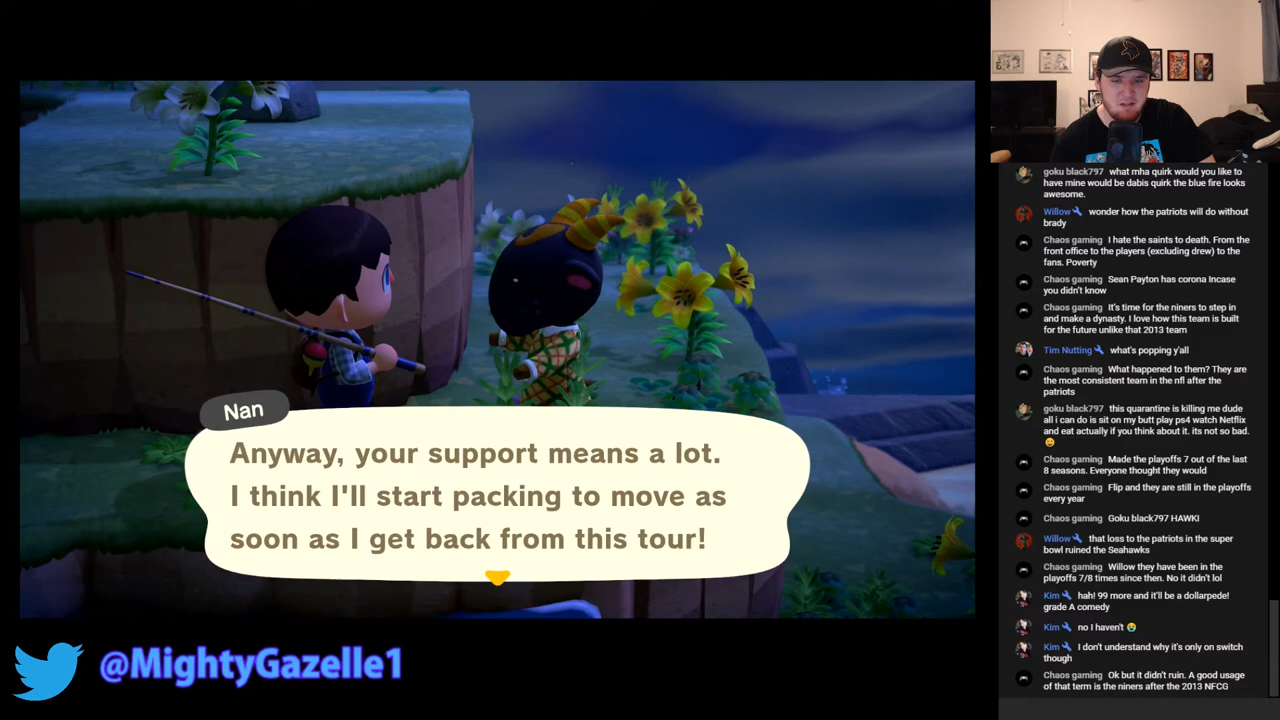 Nan
Anyway, your support means a lot.
I think I'll start packing to move as
soon as I get back from this tour!
@MightyGazelle1
goku black797 what mha quirk would you like to
have mine would be dabis quirk the blue fire looks
awesome.
Willow wonder how the patriots will do without
brady
Chaos gaming I hate the saints to death. From the
front office to the players (excluding drew) to the
fans. Poverty
Chaos gaming Sean Payton has corona Incase
you didn't know
Chaos gaming It's time for the niners to step in
and make a dynasty. I love how this team is built
for the future unlike that 2013 team
Tim Nutting what's popping y'all
Chaos gaming What happened to them? They are
the most consistent team in the nfl after the
patriots
goku black797 this quarantine is killing me dude
all i can do is sit on my butt play ps4 watch Netflix
and eat actually if you think about it. its not so bad.
😀
Chaos gaming Made the playoffs 7 out of the last
8 seasons. Everyone thought they would
Chaos gaming Flip and they are still in the playoffs
every year
Chaos gaming Goku black797 HAWKI
Willow that loss to the patriots in the super
bowl ruined the Seahawks
Chaos gaming Willow they have been in the
playoffs 7/8 times since then. No it didn't lol
Kim hah! 99 more and it'll be a dollarpede!
grade A comedy
Kim no I haven't 😭
Kim I don't understand why it's only on switch
though
Chaos gaming Ok but it didn't ruin. A good usage
of that term is the niners after the 2013 NFCG